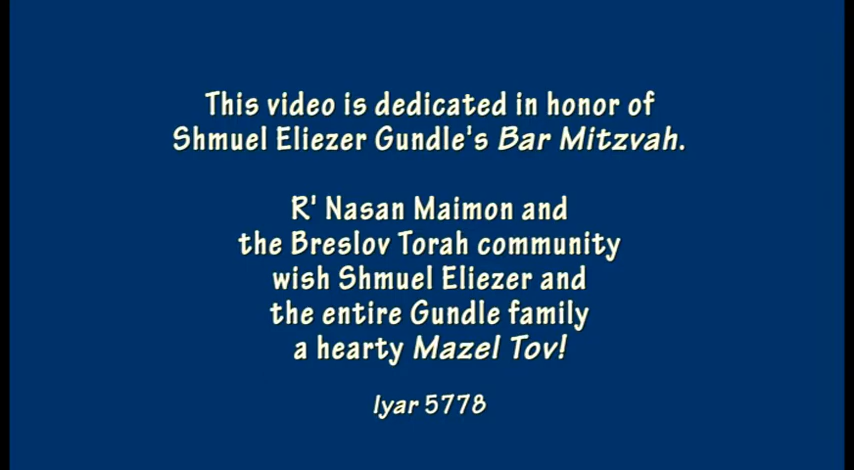 This video is dedicated in honor of
Shmuel Eliezer Gundle's Bar Mitzvah.
R' Nasan Maimon and
the Breslov Torah community
wish Shmuel Eliezer and
the entire Gundle family
a hearty Mazel Tov!
Iyar 5778